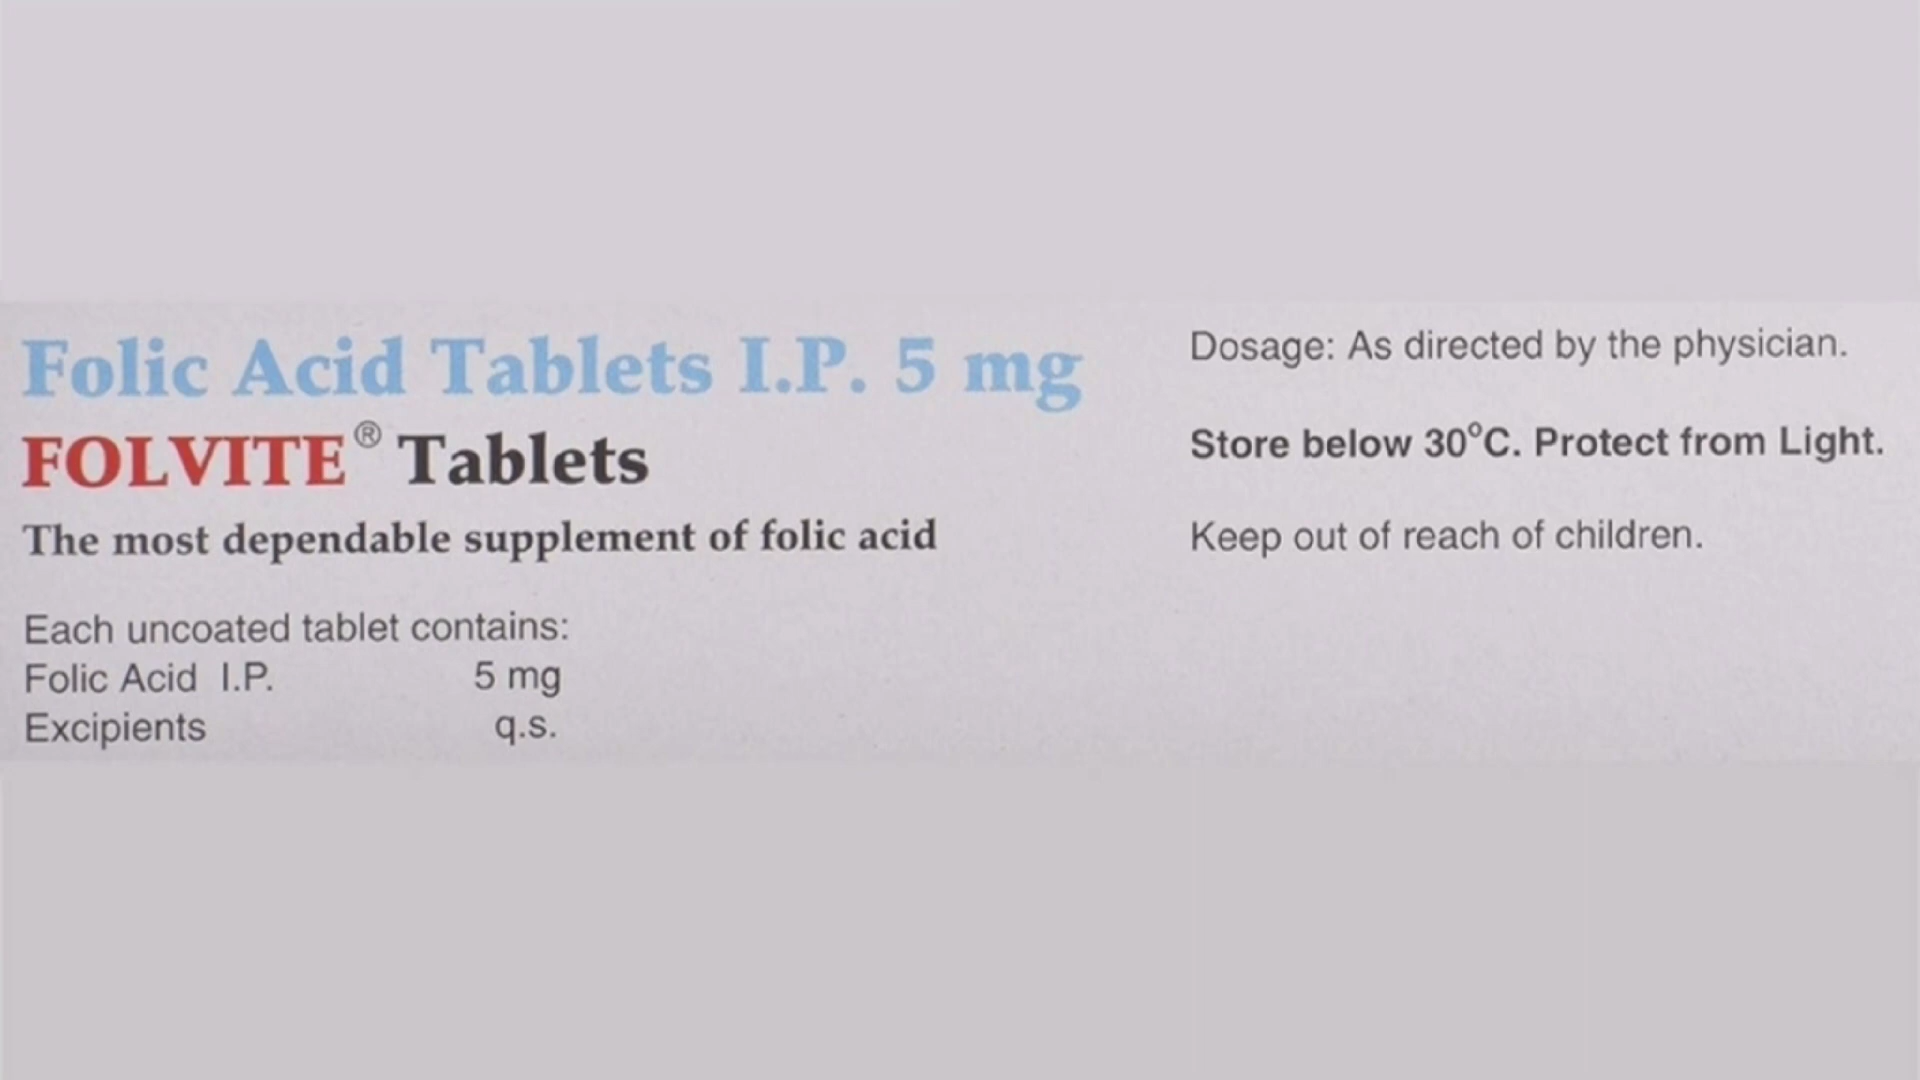 Folic Acid Tablets I.P. 5 mg
FOLVITE® Tablets
The most dependable supplement of folic acid
Each uncoated tablet contains:
Folic Acid I.P. 5 mg
Excipients q.s.
Dosage: As directed by the physician.
Store below 30°C. Protect from Light.
Keep out of reach of children.